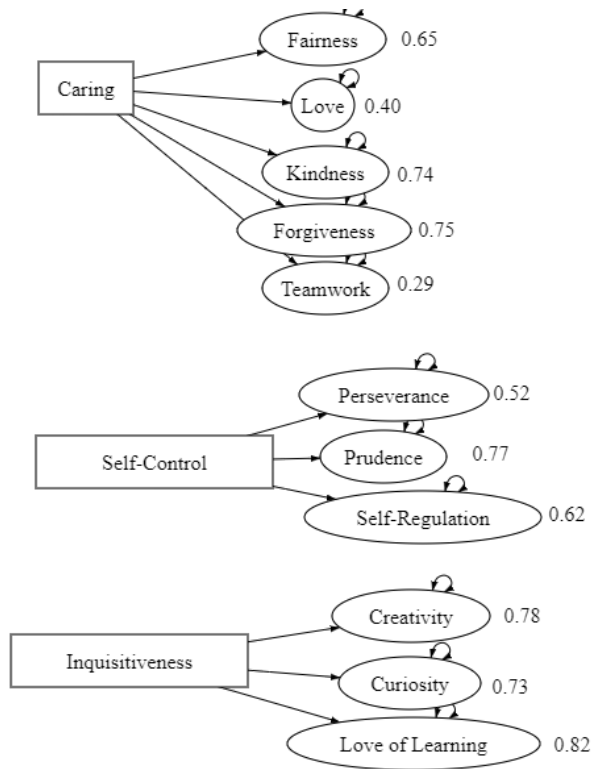 Fairness 0.65
Caring
Love 0.40
Kindness 0.74
Forgiveness 0.75
Teamwork 0.29
Perseverance 0.52
Self-Control
Prudence 0.77
Self-Regulation 0.62
Creativity 0.78
Inquisitiveness
Curiosity 0.73
Love of Learning 0.82